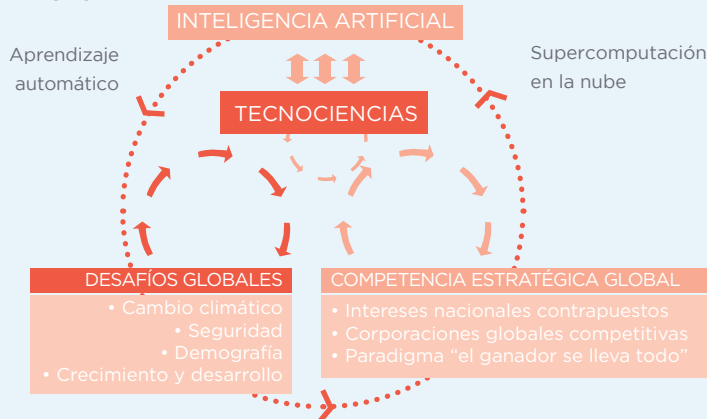 INTELIGENCIA ARTIFICIAL
Aprendizaje
automático
Supercomputación
en la nube
TECNOCIENCIAS
DESAFÍOS GLOBALES
• Cambio climático
• Seguridad
• Demografía
• Crecimiento y desarrollo
COMPETENCIA ESTRATÉGICA GLOBAL
• Intereses nacionales contrapuestos
• Corporaciones globales competitivas
• Paradigma “el ganador se lleva todo”